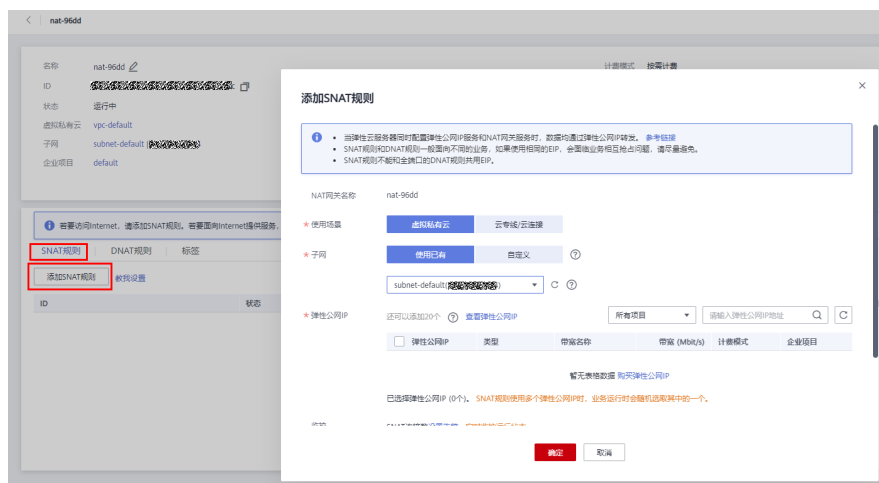 nat-96dd
名称 nat-96dd
计费模式 按需计费
ID
状态 运行中
虚拟私有云 vpc-default
子网 subnet-default
企业项目 default
若要访问Internet，请添加SNAT规则。若要面向Internet提供服务，
SNAT规则 DNAT规则 标签
添加SNAT规则 教我设置
ID 状态
添加SNAT规则
当弹性云服务器同时配置弹性公网IP服务和NAT网关服务时，数据均通过弹性公网IP转发。 参考链接
SNAT规则和DNAT规则一般面向不同的业务，如果使用相同的EIP，会面临业务相互抢占问题，请尽量避免。
SNAT规则不能和全端口的DNAT规则共用EIP。
NAT网关名称 nat-96dd
* 使用场景 虚拟私有云 云专线/云连接
* 子网 使用已有 自定义
subnet-default(
* 弹性公网IP 还可以添加20个 查看弹性公网IP 所有项目 请输入弹性公网IP地址
弹性公网IP 类型 带宽名称 带宽 (Mbit/s) 计费模式 企业项目
暂无表格数据 购买弹性公网IP
已选择弹性公网IP (0个)。 SNAT规则使用多个弹性公网IP时，业务运行时会随机选取其中的一个。
确定 取消